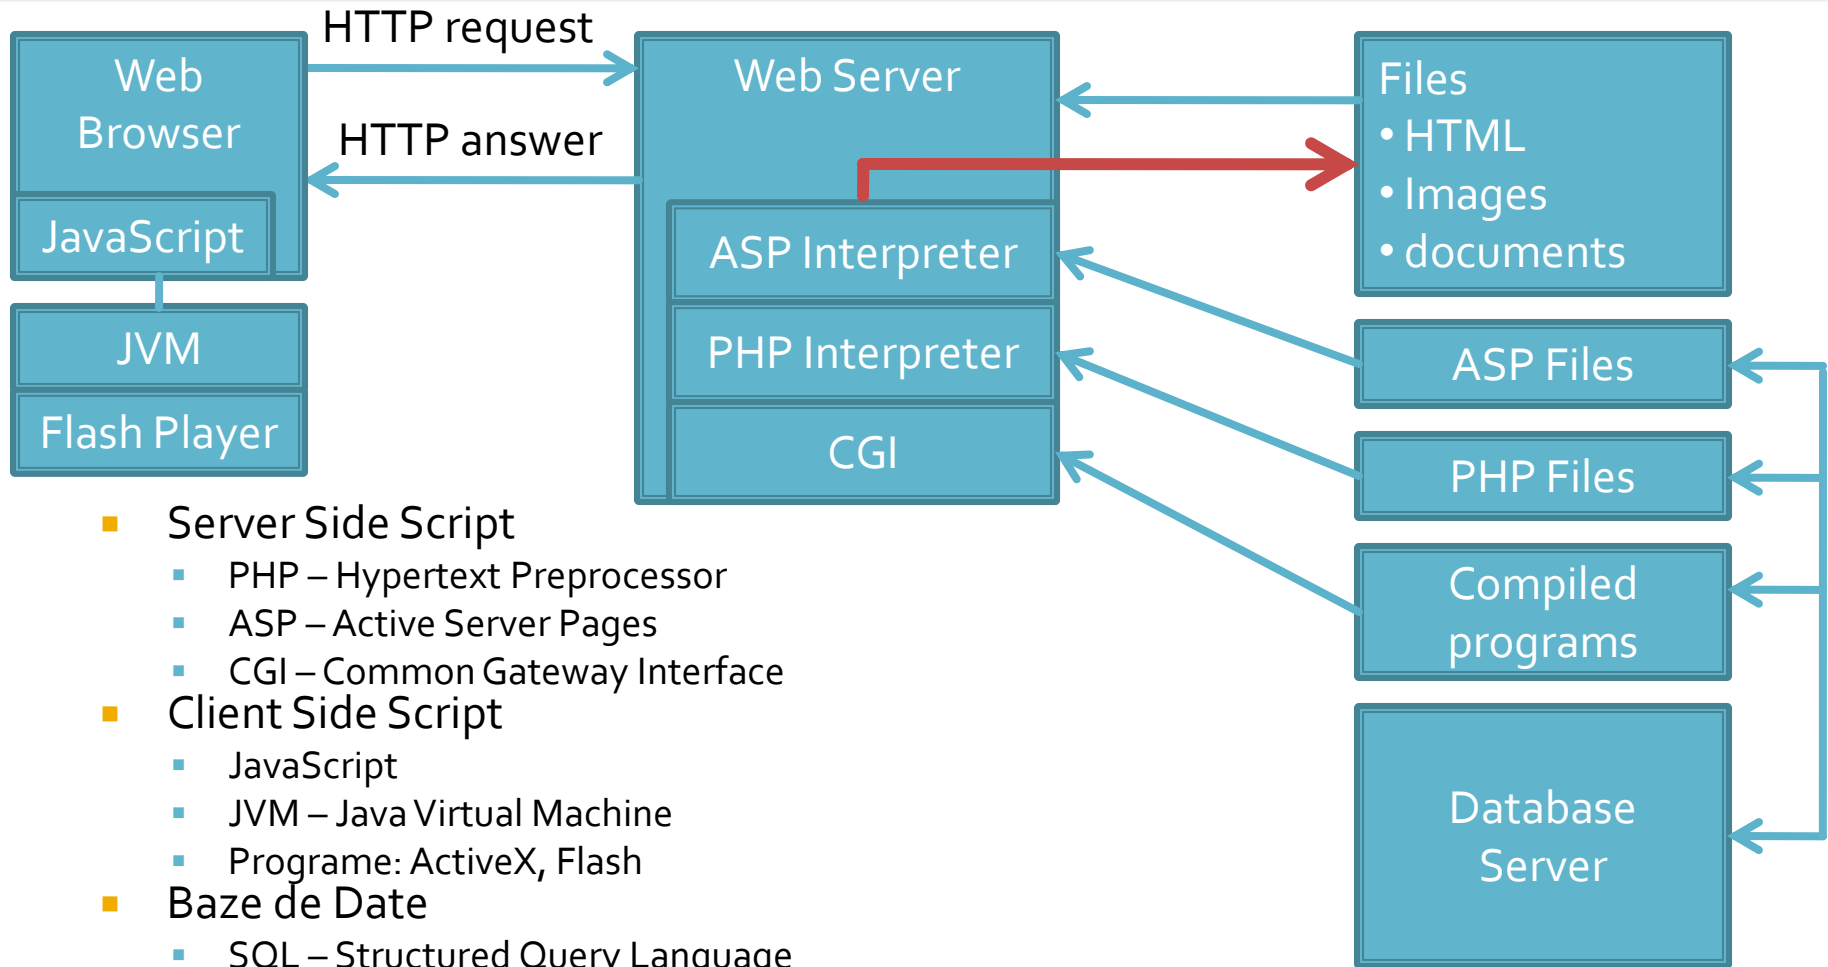 HTTP request
Web
Browser
HTTP answer
JavaScript
JVM
Flash Player
Web Server
ASP Interpreter
PHP Interpreter
CGI
Files
• HTML
• Images
• documents
ASP Files
PHP Files
Compiled
programs
Database
Server
Server Side Script
PHP – Hypertext Preprocessor
ASP – Active Server Pages
CGI – Common Gateway Interface
Client Side Script
JavaScript
JVM – Java Virtual Machine
Programe: ActiveX, Flash
Baze de Date
SQL – Structured Query Language